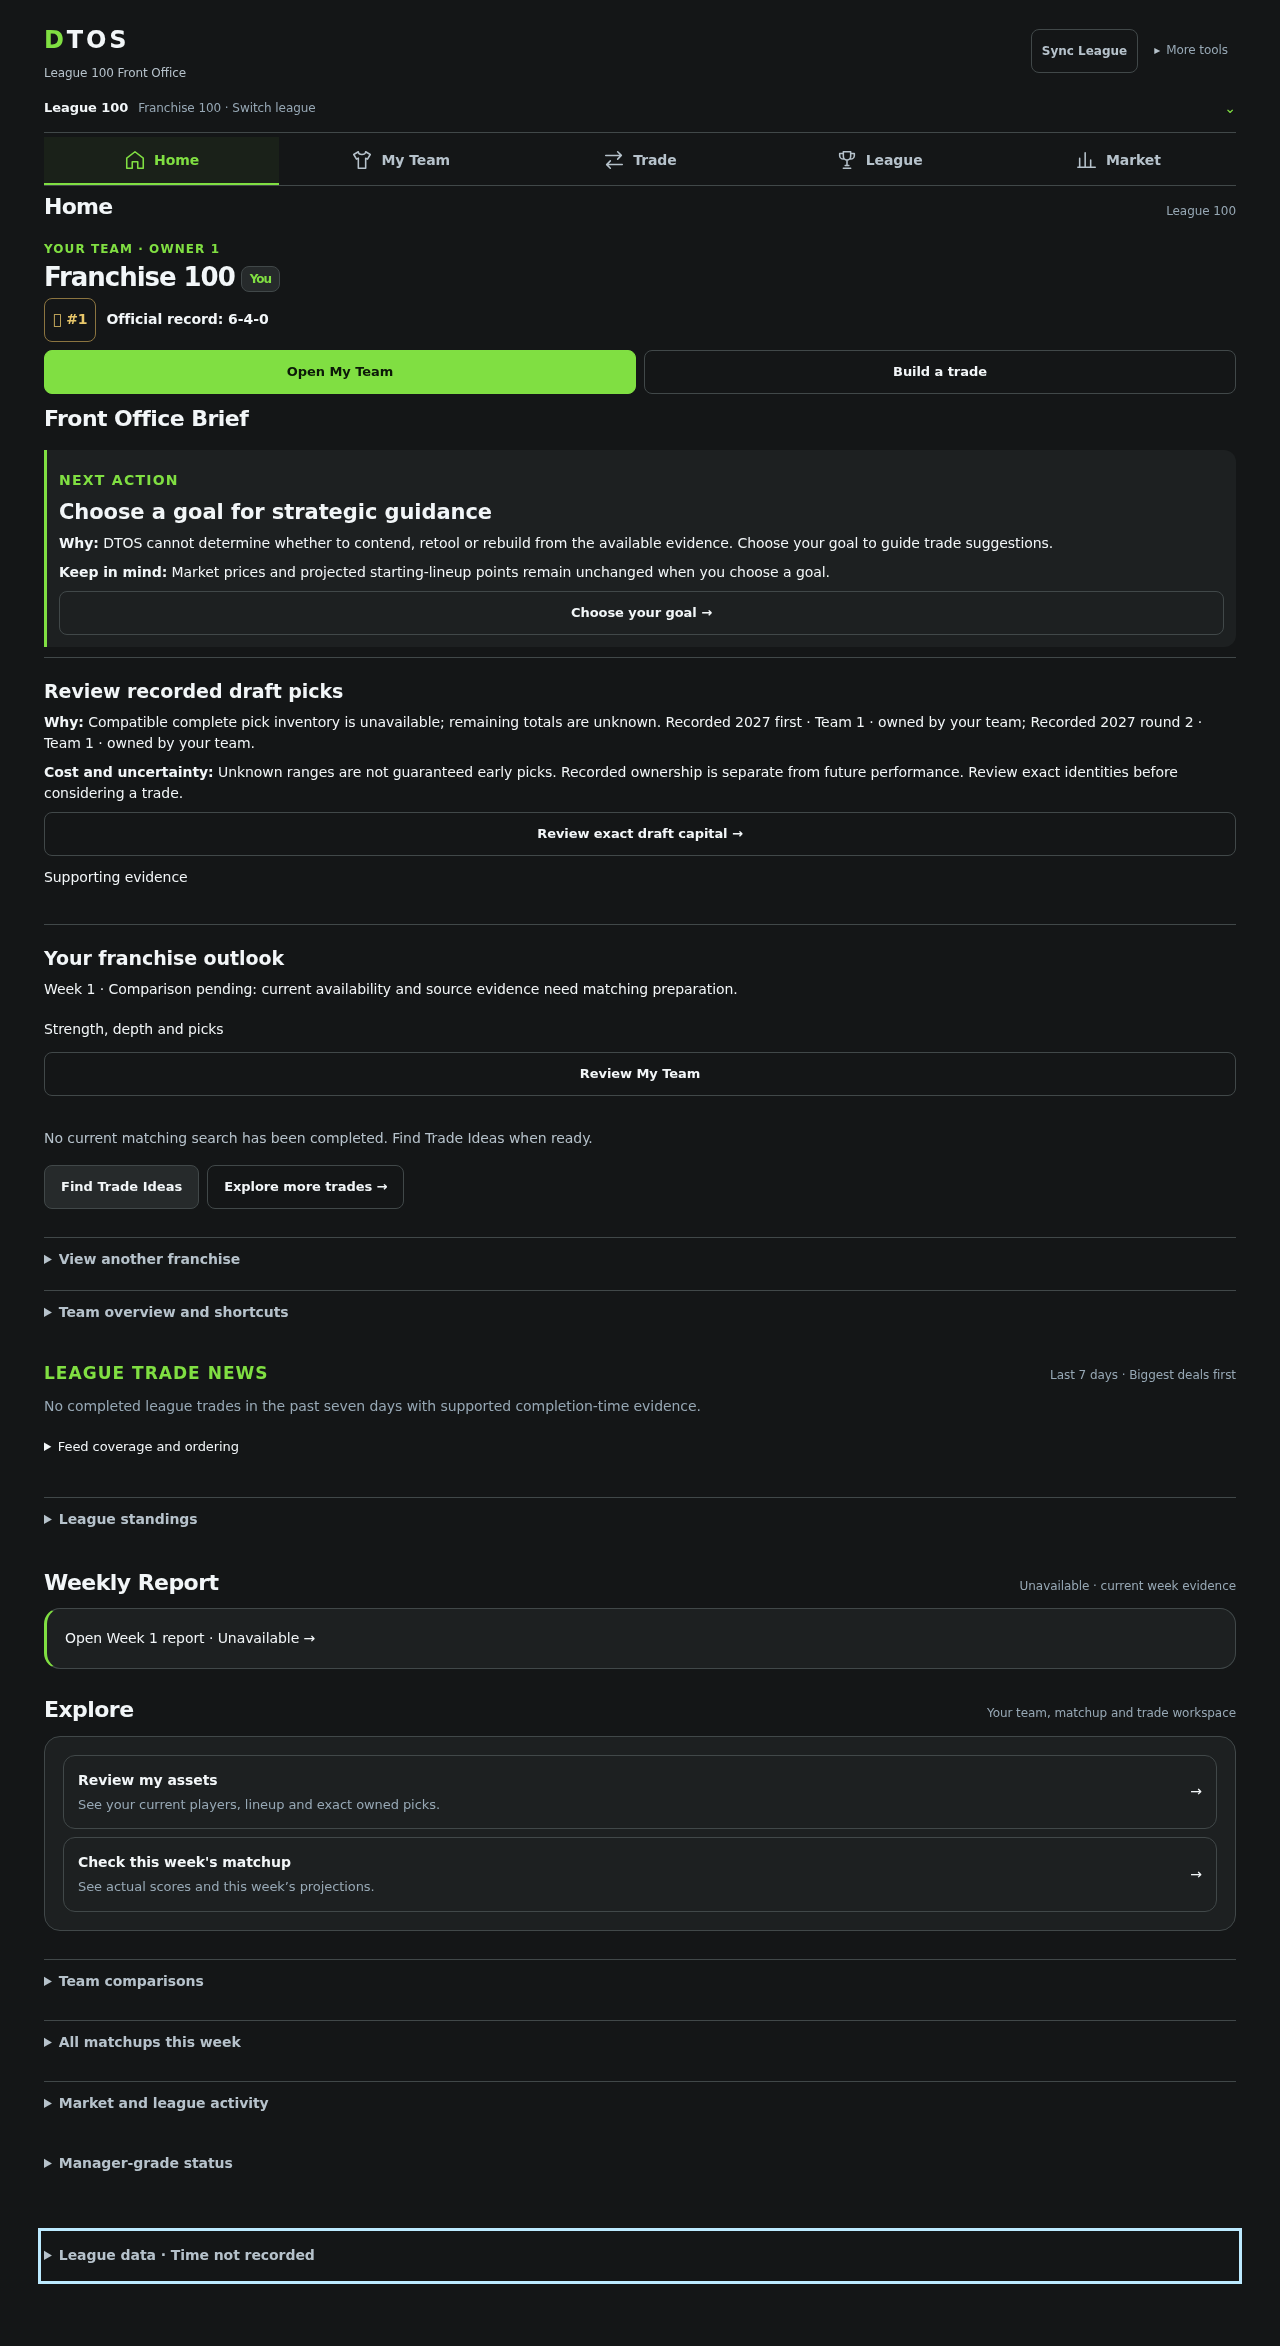 DTOS
League 100 Front Office
Sync League
▸ More tools
League 100 Franchise 100 · Switch league
Home
My Team
Trade
League
Market
Home
League 100
YOUR TEAM · OWNER 1
Franchise 100 You
#1 Official record: 6-4-0
Open My Team
Build a trade
Front Office Brief
NEXT ACTION
Choose a goal for strategic guidance
Why: DTOS cannot determine whether to contend, retool or rebuild from the available evidence. Choose your goal to guide trade suggestions.
Keep in mind: Market prices and projected starting-lineup points remain unchanged when you choose a goal.
Choose your goal →
Review recorded draft picks
Why: Compatible complete pick inventory is unavailable; remaining totals are unknown. Recorded 2027 first · Team 1 · owned by your team; Recorded 2027 round 2 ·
Team 1 · owned by your team.
Cost and uncertainty: Unknown ranges are not guaranteed early picks. Recorded ownership is separate from future performance. Review exact identities before
considering a trade.
Review exact draft capital →
Supporting evidence
Your franchise outlook
Week 1 · Comparison pending: current availability and source evidence need matching preparation.
Strength, depth and picks
Review My Team
No current matching search has been completed. Find Trade Ideas when ready.
Find Trade Ideas
Explore more trades →
▶ View another franchise
▶ Team overview and shortcuts
LEAGUE TRADE NEWS
Last 7 days · Biggest deals first
No completed league trades in the past seven days with supported completion-time evidence.
▶ Feed coverage and ordering
▶ League standings
Weekly Report
Unavailable · current week evidence
Open Week 1 report · Unavailable →
Explore
Your team, matchup and trade workspace
Review my assets
See your current players, lineup and exact owned picks.
→
Check this week's matchup
See actual scores and this week’s projections.
→
▶ Team comparisons
▶ All matchups this week
▶ Market and league activity
▶ Manager-grade status
▶ League data · Time not recorded